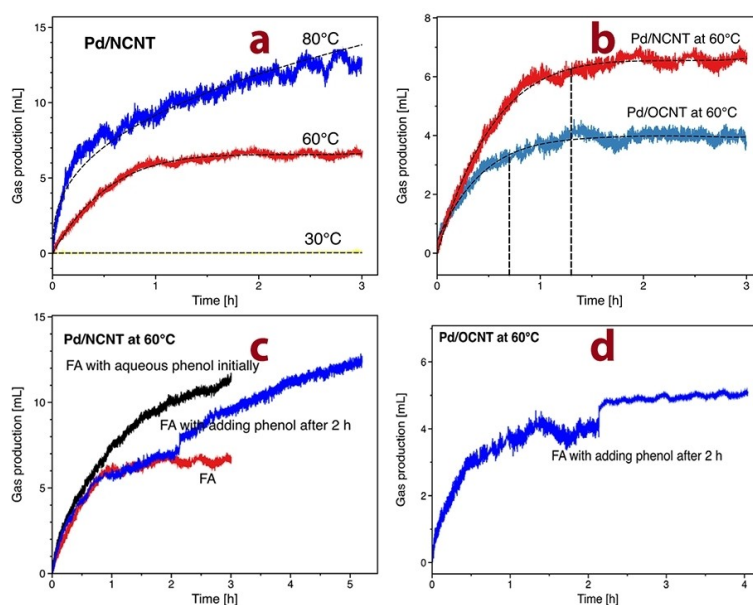 Pd/NCNT
a
80°C
60°C
30°C
15
10
5
0
0
1
2
3
Gas production [mL]
Time [h]
b
Pd/NCNT at 60°C
Pd/OCNT at 60°C
8
6
4
2
0
0
1
2
3
Gas production [mL]
Time [h]
Pd/NCNT at 60°C
c
FA with aqueous phenol initially
FA with adding phenol after 2 h
FA
15
10
5
0
0
1
2
3
4
5
Gas production [mL]
Time [h]
Pd/OCNT at 60°C
d
FA with adding phenol after 2 h
6
4
2
0
0
1
2
3
4
Gas production [mL]
Time [h]